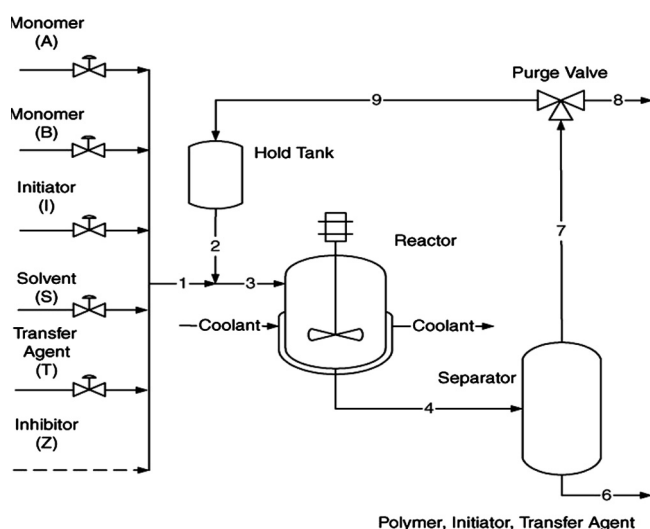 Monomer
(A)
Monomer
(B)
Initiator
(I)
Solvent
(S)
Transfer
Agent
(T)
Inhibitor
(Z)
Purge Valve
9
8
Hold Tank
2
7
Reactor
1
3
Coolant
Coolant
Separator
4
6
Polymer, Initiator, Transfer Agent